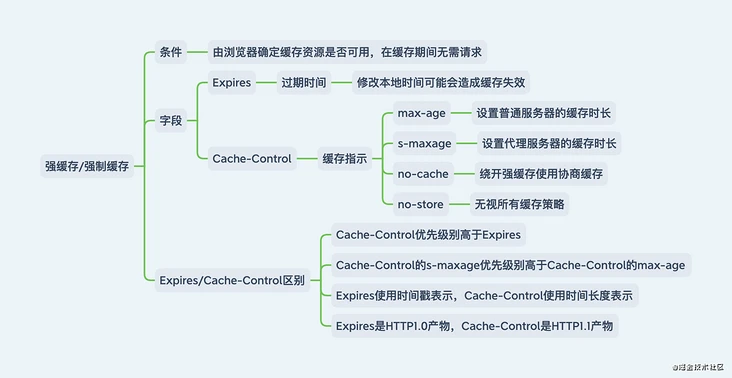 强缓存/强制缓存
条件
由浏览器确定缓存资源是否可用，在缓存期间无需请求
字段
Expires
过期时间
修改本地时间可能会造成缓存失效
Cache-Control
缓存指示
max-age
设置普通服务器的缓存时长
s-maxage
设置代理服务器的缓存时长
no-cache
绕开强缓存使用协商缓存
no-store
无视所有缓存策略
Expires/Cache-Control区别
Cache-Control优先级别高于Expires
Cache-Control的s-maxage优先级别高于Cache-Control的max-age
Expires使用时间戳表示，Cache-Control使用时间长度表示
Expires是HTTP1.0产物，Cache-Control是HTTP1.1产物
@掘金技术社区